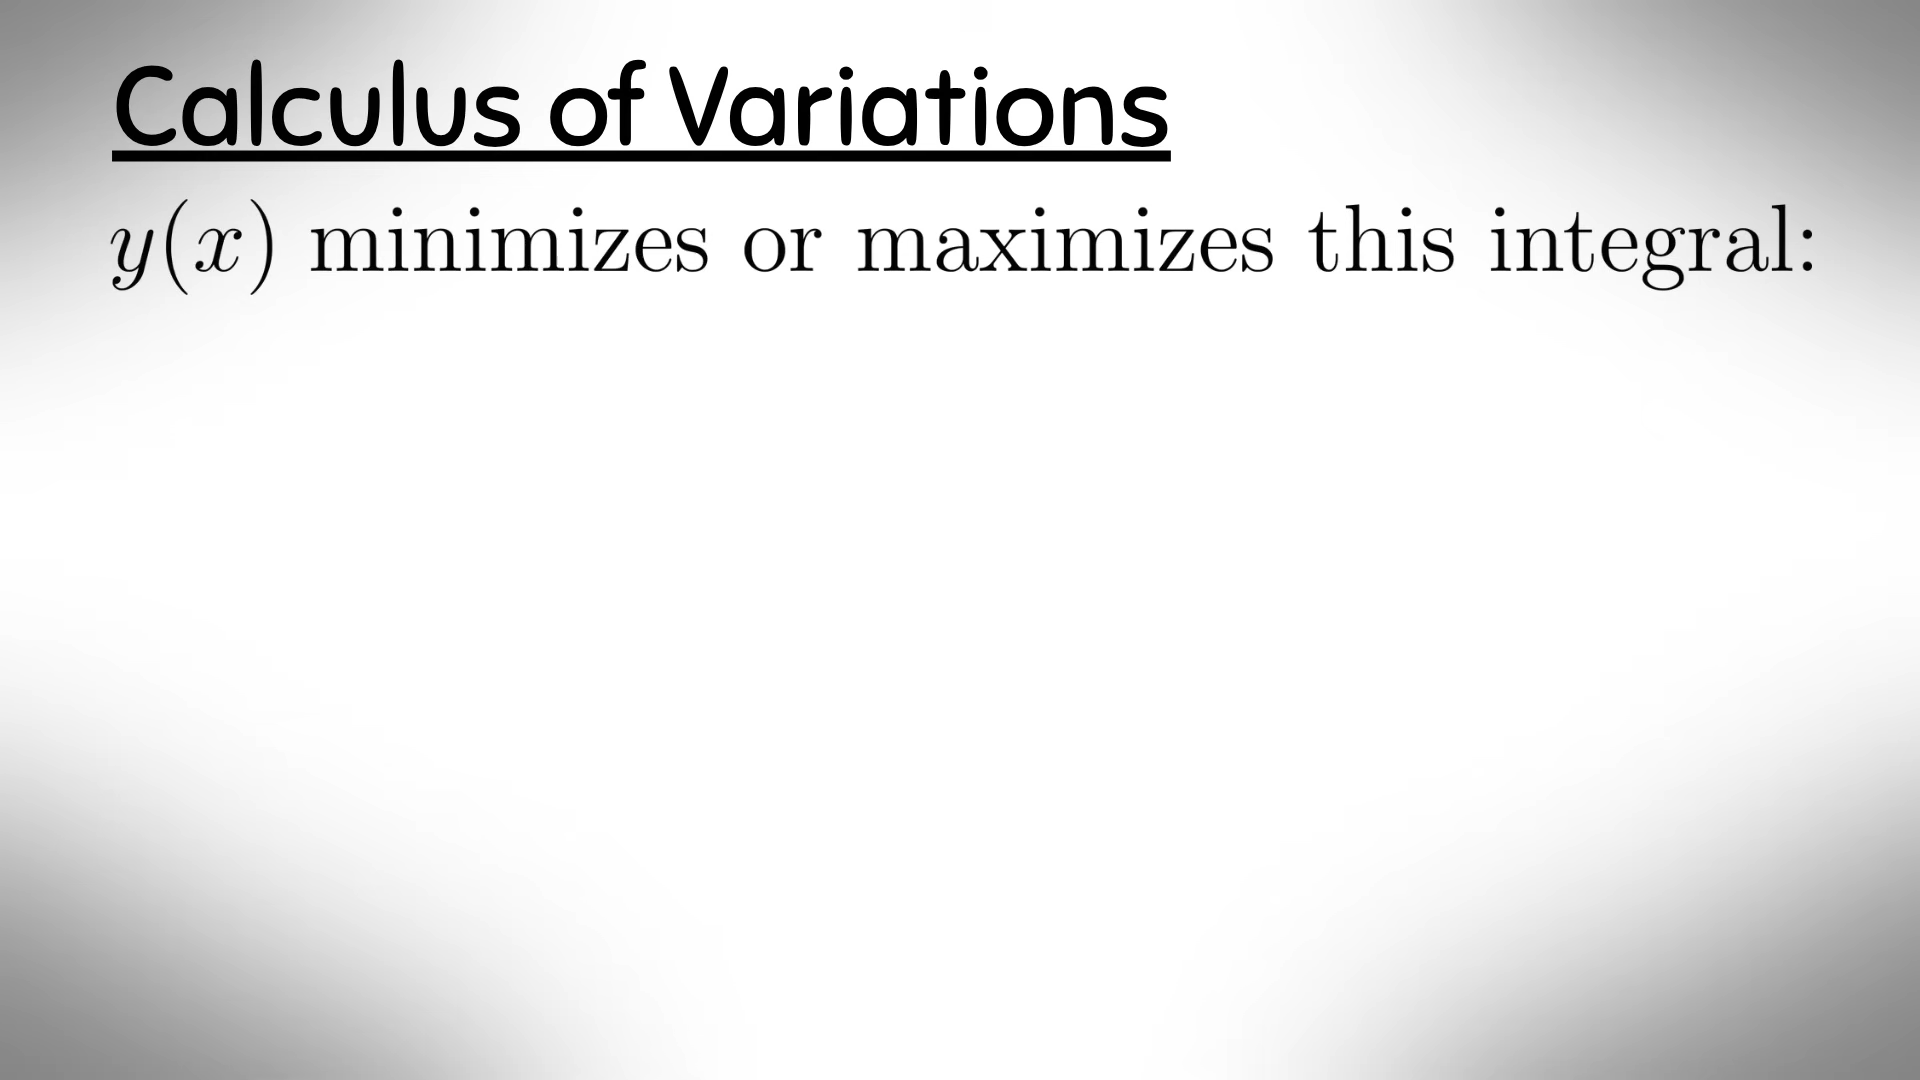 Calculus of Variations
y(x) minimizes or maximizes this integral: